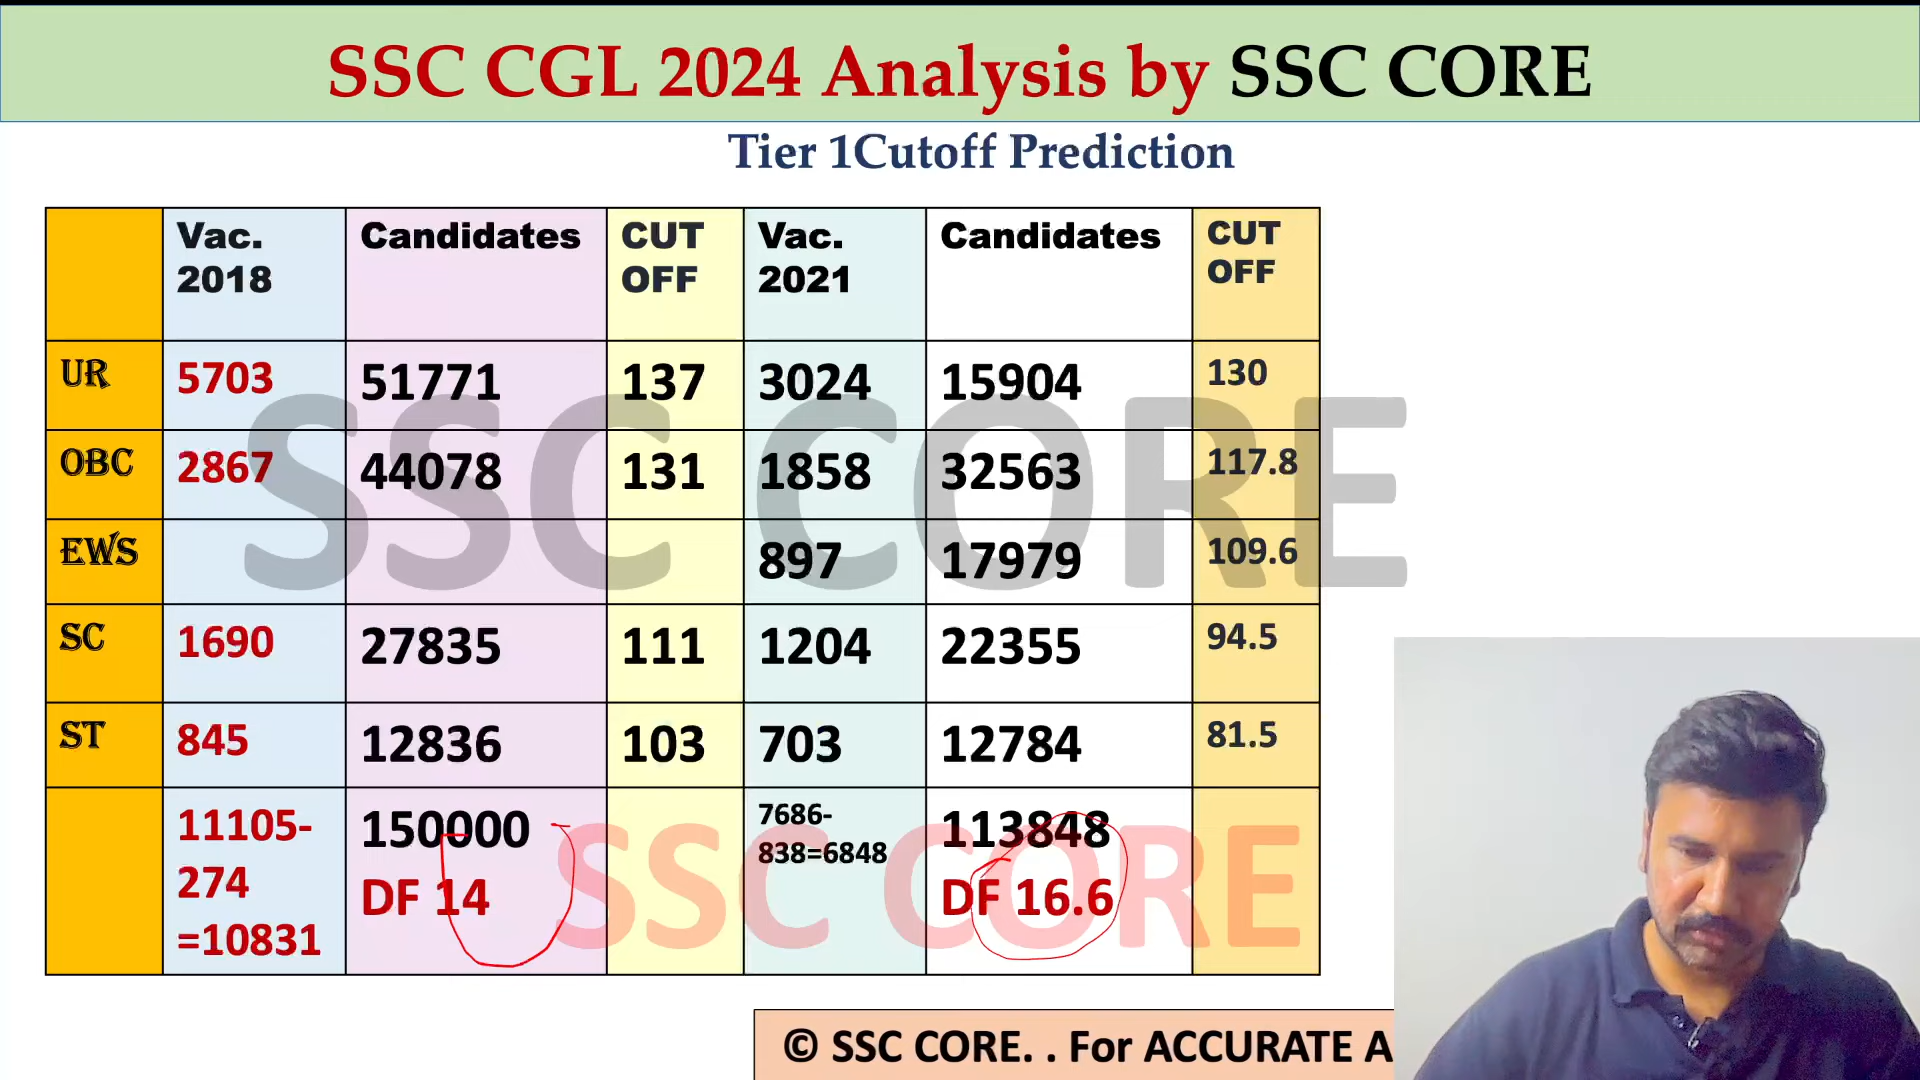 SSC CGL 2024 Analysis by SSC CORE
Tier 1Cutoff Prediction
Vac. 2018 Candidates CUT OFF Vac. 2021 Candidates CUT OFF
UR 5703 51771 137 3024 15904 130
OBC 2867 44078 131 1858 32563 117.8
EWS 897 17979 109.6
SC 1690 27835 111 1204 22355 94.5
ST 845 12836 103 703 12784 81.5
11105-274 =10831 150000 DF 14 7686-838=6848 113848 DF 16.6
SSC CORE
SSC CORE
© SSC CORE. . For ACCURATE A